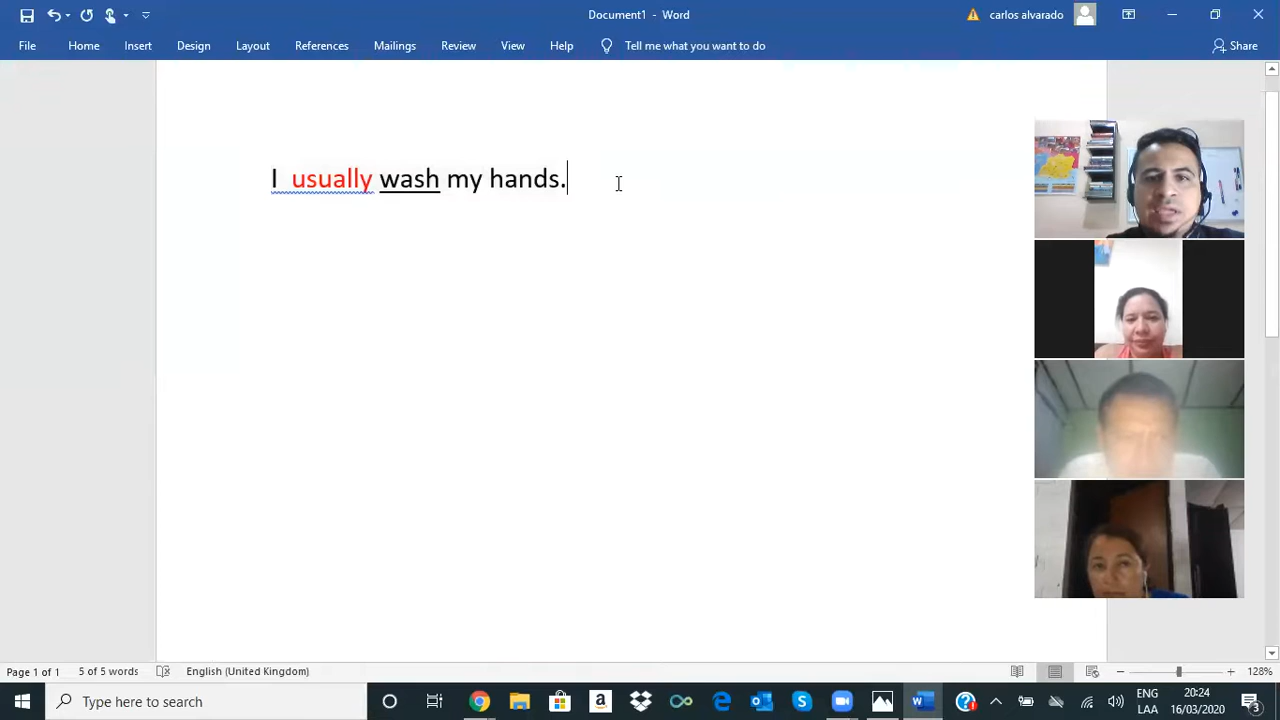 Document1 - Word
carlos alvarado
File Home Insert Design Layout References Mailings Review View Help Tell me what you want to do Share
I usually wash my hands.
Page 1 of 1 5 of 5 words English (United Kingdom) 128%
Type here to search
ENG 20:24
LAA 16/03/2020 3